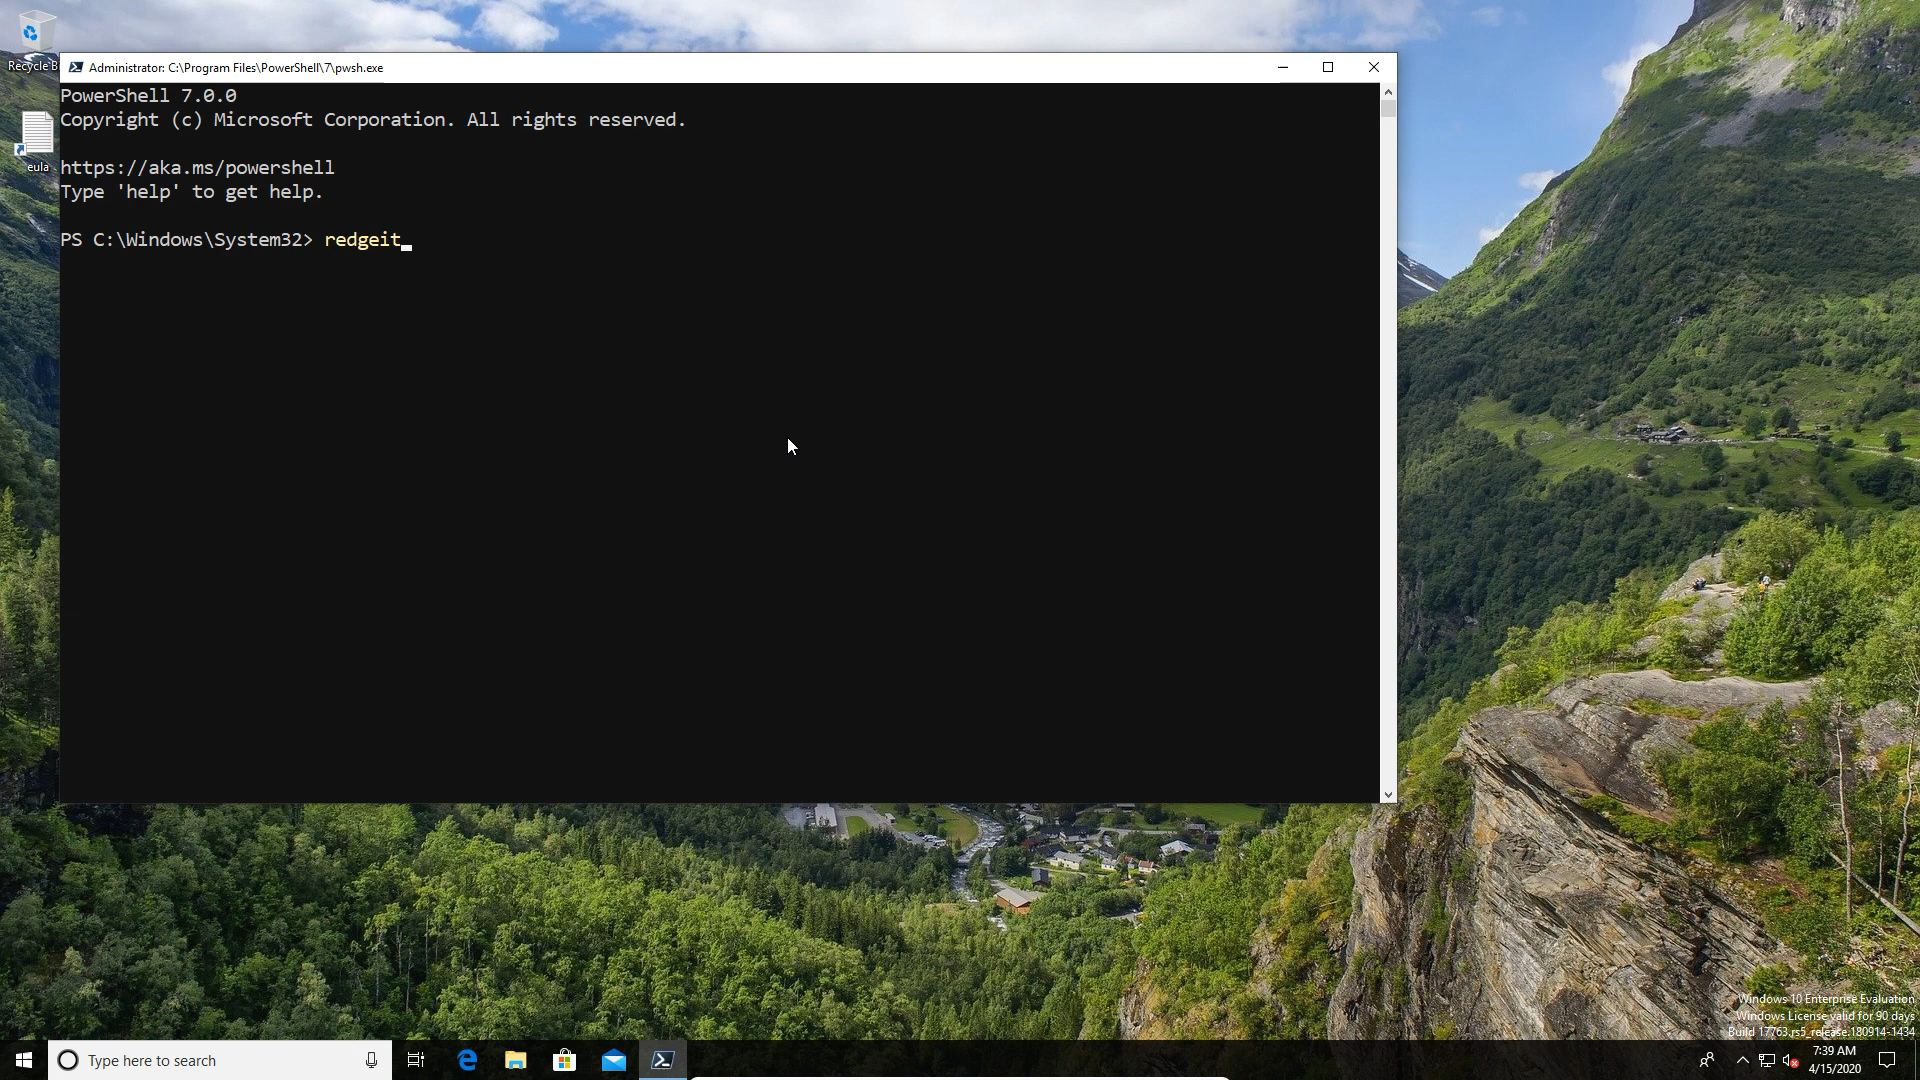 Recycle B
eula
Administrator: C:\Program Files\PowerShell\7\pwsh.exe
PowerShell 7.0.0
Copyright (c) Microsoft Corporation. All rights reserved.
https://aka.ms/powershell
Type 'help' to get help.
PS C:\Windows\System32> redgeit
Windows 10 Enterprise Evaluation
Windows License valid for 90 days
Build 17763.rs5_release.180914-1434
Type here to search
7:39 AM
4/15/2020